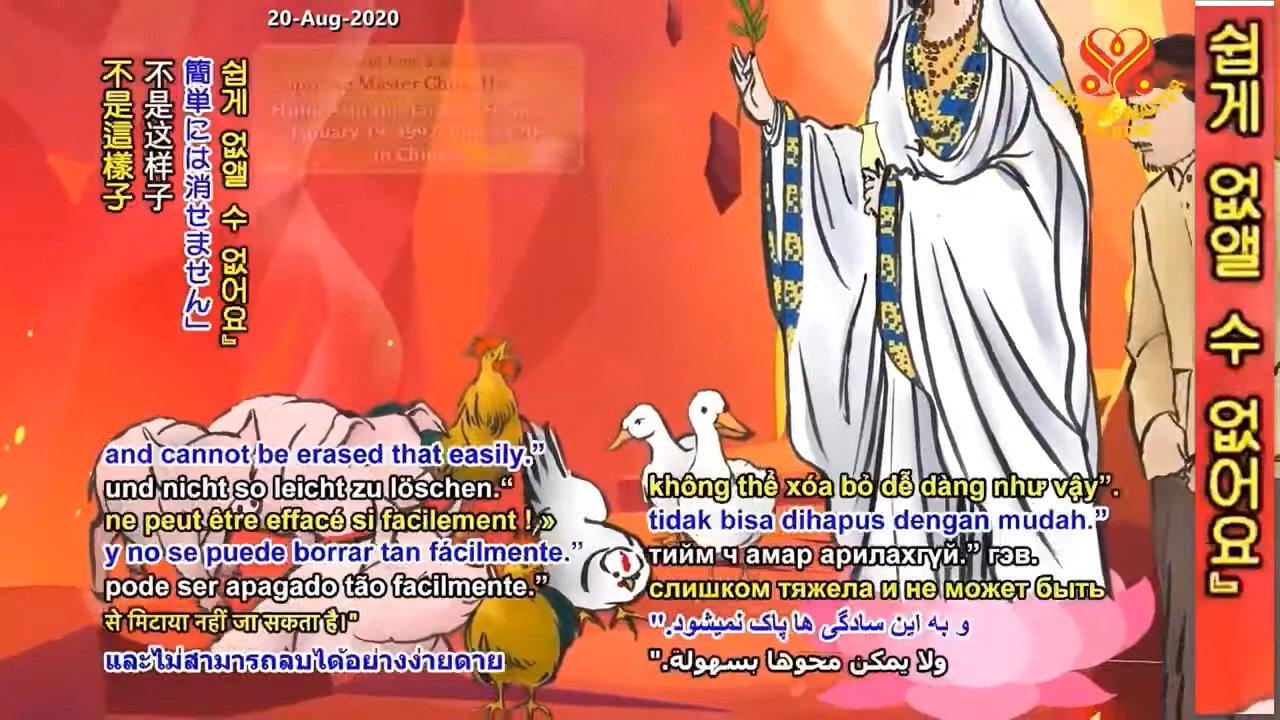 20-Aug-2020
쉽게 없앨 수 없어요』
簡単には消せません」
不是这样子
不是這樣子
Master Ching Hai
in Chinese
and cannot be erased that easily.”
und nicht so leicht zu löschen.“
ne peut être effacé si facilement ! »
y no se puede borrar tan fácilmente.”
pode ser apagado tão facilmente.”
से मिटाया नहीं जा सकता है।"
และไม่สามารถลบได้อย่างง่ายดาย
không thể xóa bỏ dễ dàng như vậy”.
tidak bisa dihapus dengan mudah.”
тийм ч амар арилахгүй.” гэв.
слишком тяжела и не может быть
و به این سادگی ها پاک نمیشود."
ولا يمكن محوها بسهولة."
쉽게 없앨 수 없어요』